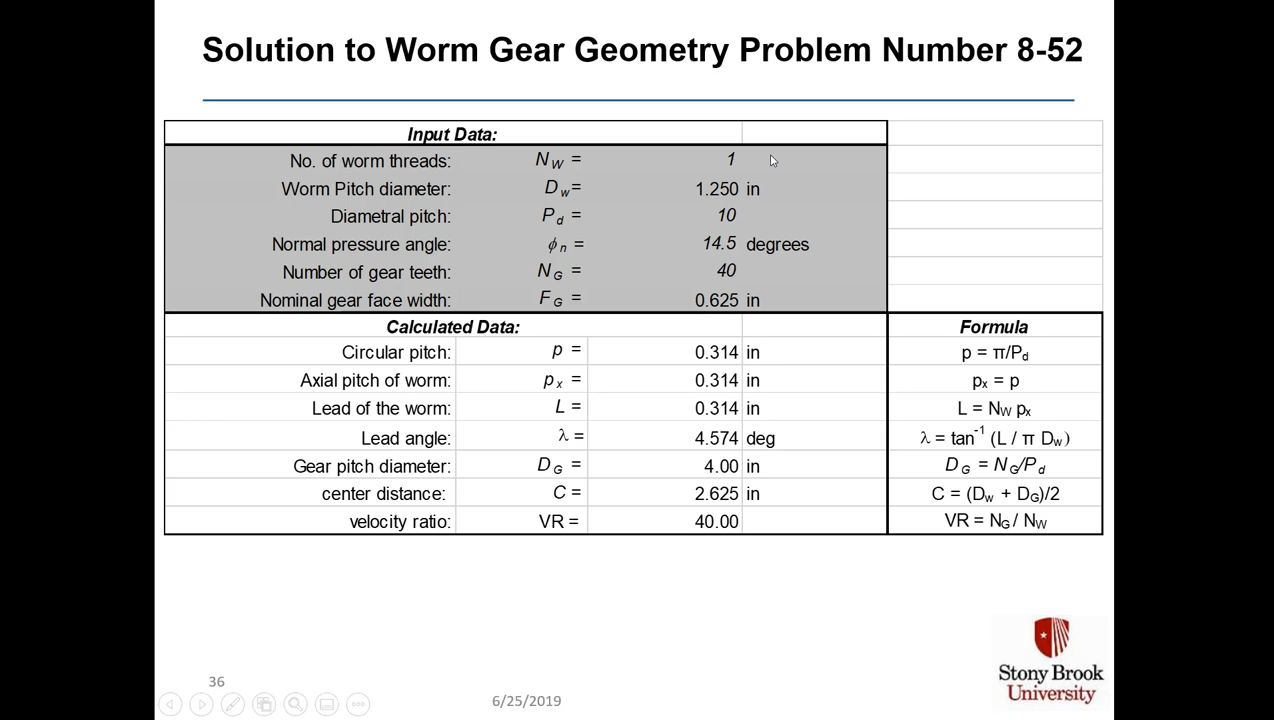 Solution to Worm Gear Geometry Problem Number 8-52
Input Data:
No. of worm threads: N_W = 1
Worm Pitch diameter: D_w= 1.250 in
Diametral pitch: P_d = 10
Normal pressure angle: ϕ_n = 14.5 degrees
Number of gear teeth: N_G = 40
Nominal gear face width: F_G = 0.625 in
Calculated Data: Formula
Circular pitch: p = 0.314 in p = π/P_d
Axial pitch of worm: p_x = 0.314 in p_x = p
Lead of the worm: L = 0.314 in L = N_W p_x
Lead angle: λ = 4.574 deg λ = tan^-1 (L / π D_w)
Gear pitch diameter: D_G = 4.00 in D_G = N_G/P_d
center distance: C = 2.625 in C = (D_w + D_G)/2
velocity ratio: VR = 40.00 VR = N_G / N_W
36
6/25/2019
Stony Brook
University